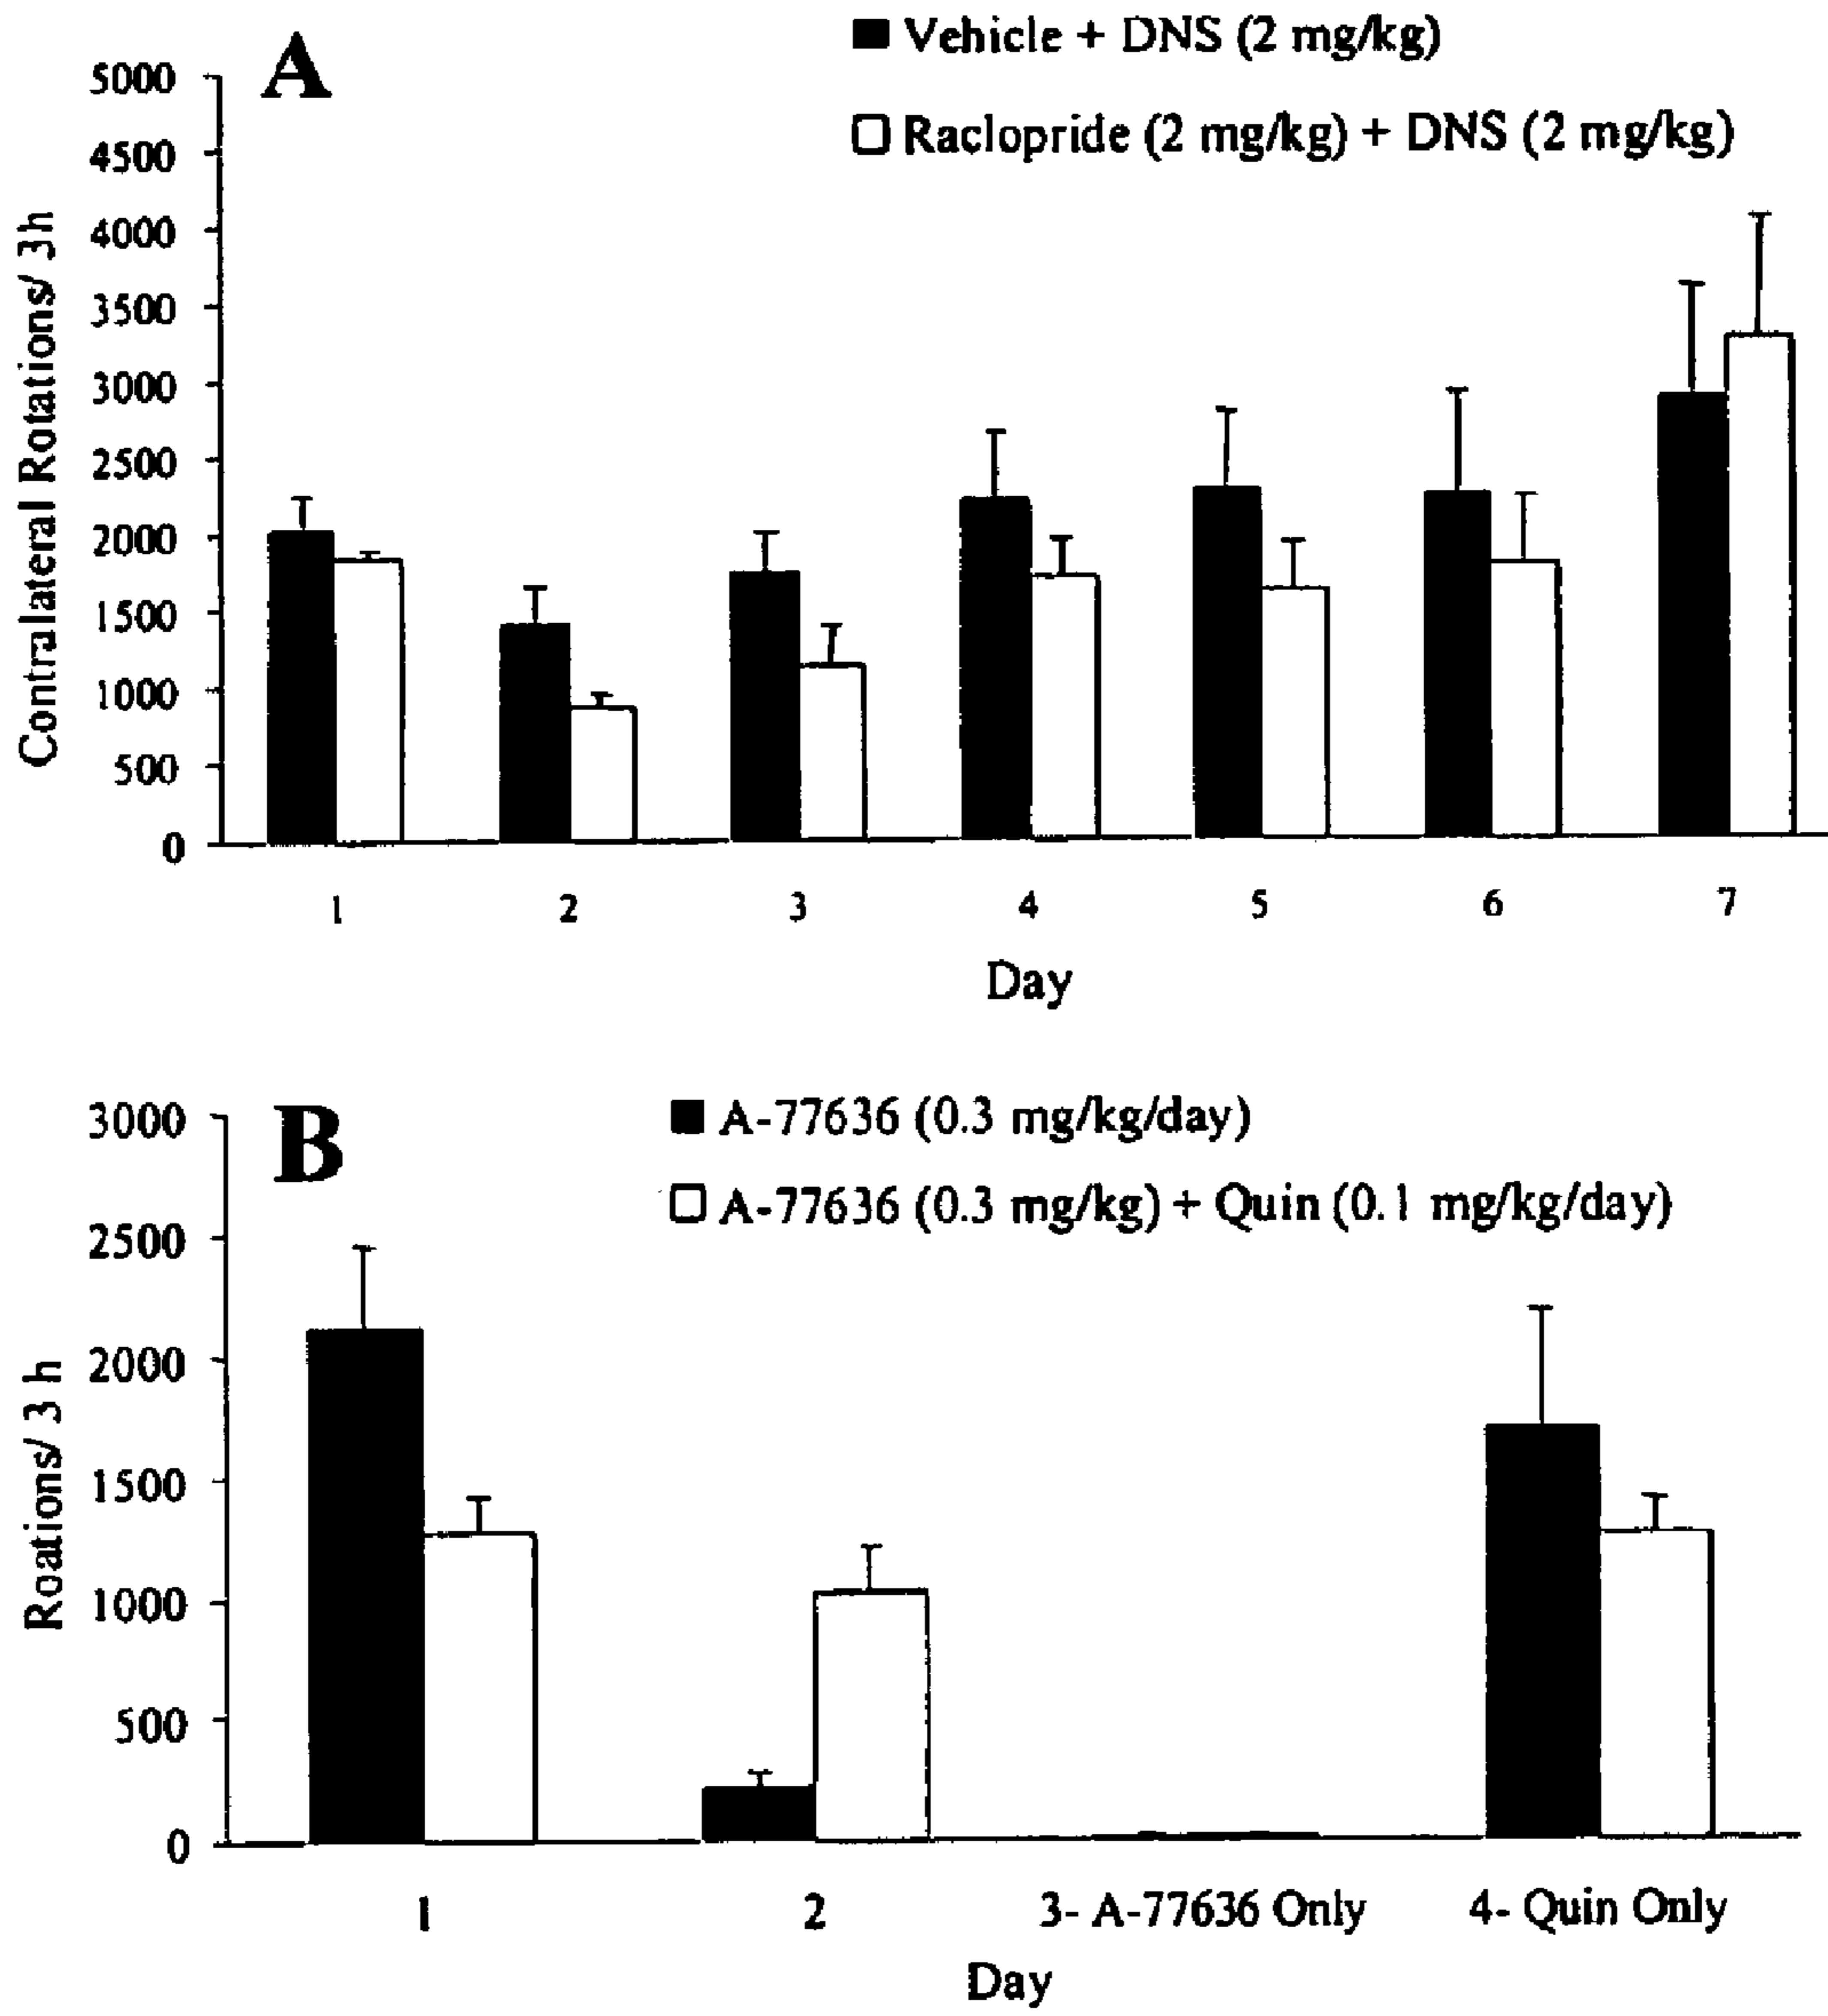 A
Vehicle + DNS (2 mg/kg)
Raclopride (2 mg/kg) + DNS (2 mg/kg)
Contralateral Rotations/ 3h
5000
4500
4000
3500
3000
2500
2000
1500
1000
500
0
1 2 3 4 5 6 7
Day
B
A-77636 (0.3 mg/kg/day)
A-77636 (0.3 mg/kg) + Quin (0.1 mg/kg/day)
Roations/ 3 h
3000
2500
2000
1500
1000
500
0
1 2 3- A-77636 Only 4- Quin Only
Day